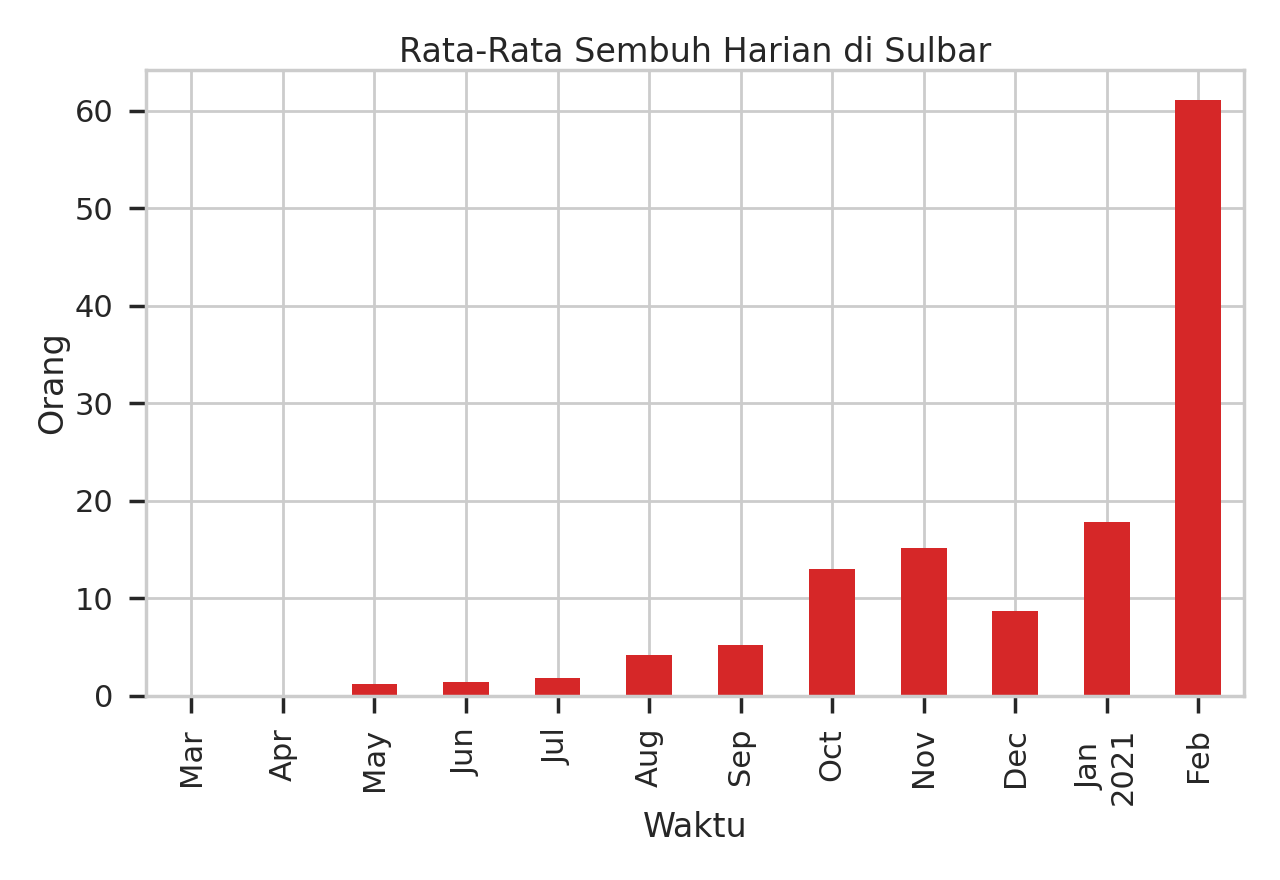 Rata-Rata Sembuh Harian di Sulbar
Orang
60
50
40
30
20
10
0
Mar
Apr
May
Jun
Jul
Aug
Sep
Oct
Nov
Dec
Jan
2021
Feb
Waktu